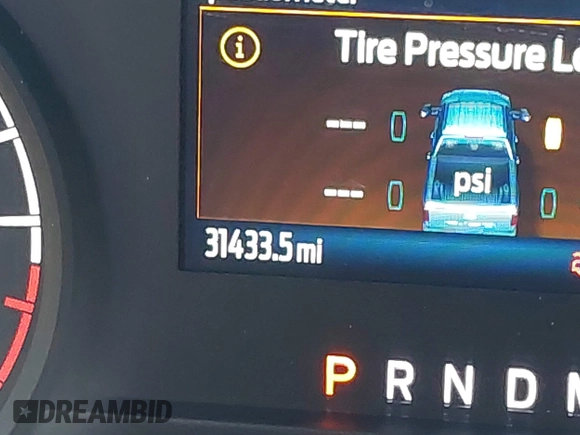 Tire Pressure Lo
---
psi
---
31433.5 mi
P R N D M
DREAMBID